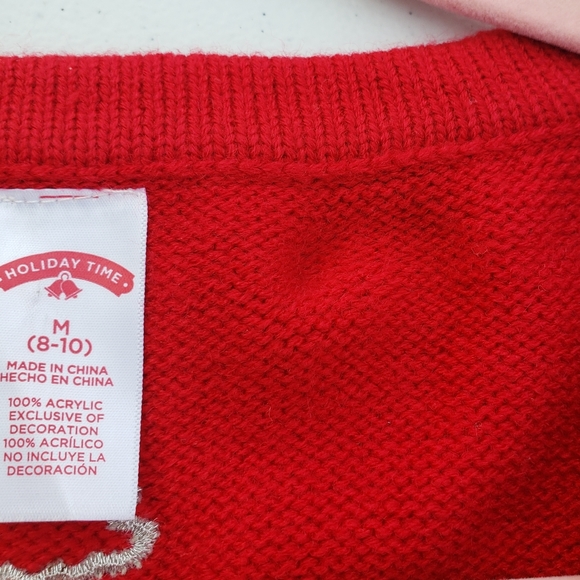 HOLIDAY TIME
M
(8-10)
MADE IN CHINA
HECHO EN CHINA
100% ACRYLIC
EXCLUSIVE OF
DECORATION
100% ACRÍLICO
NO INCLUYE LA
DECORACIÓN